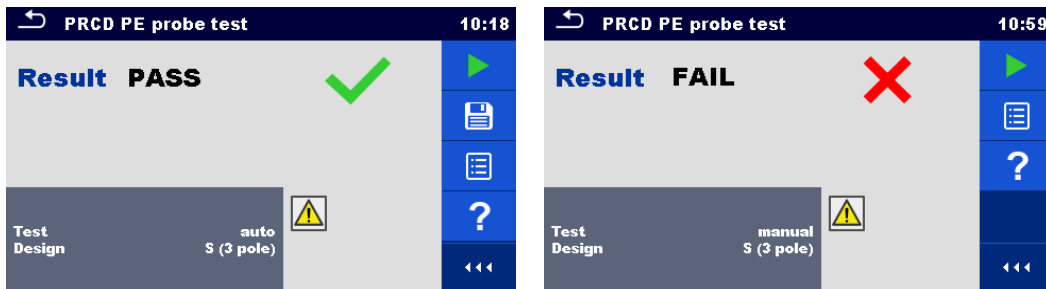 PRCD PE probe test 10:18
Result PASS
?
Test auto
Design S (3 pole)
PRCD PE probe test 10:59
Result FAIL
?
Test manual
Design S (3 pole)